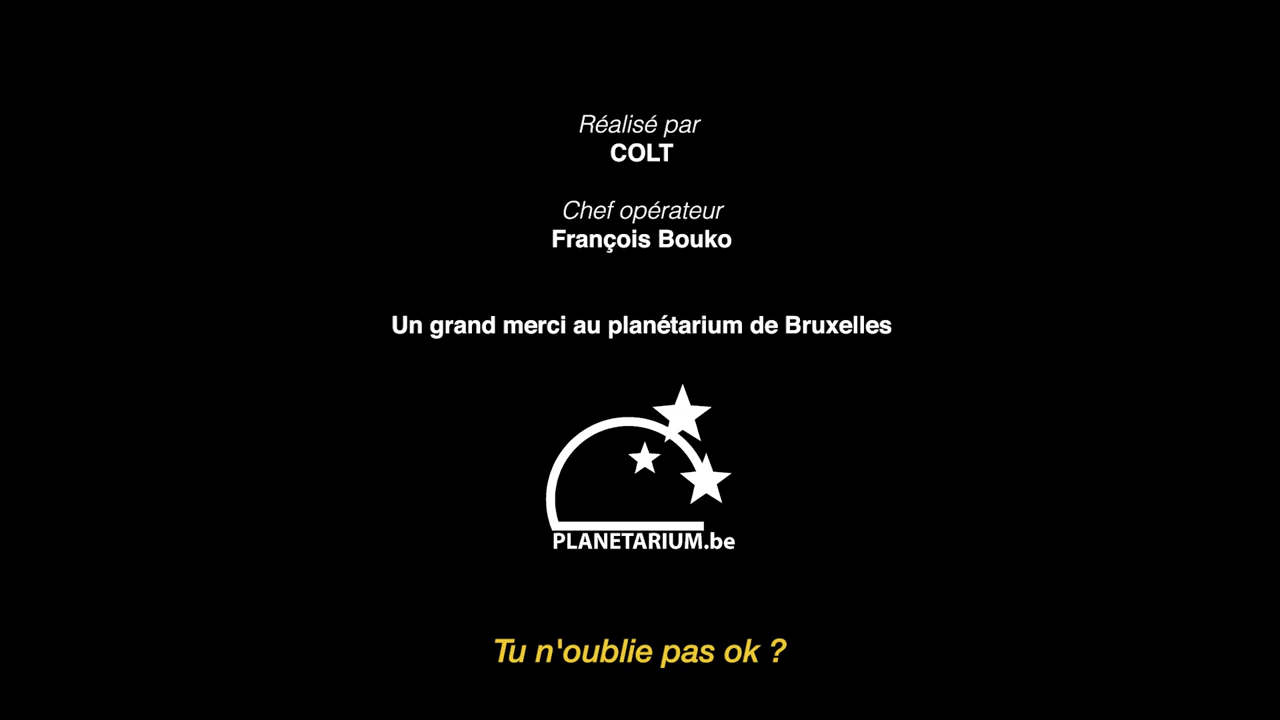 Réalisé par
COLT
Chef opérateur
François Bouko
Un grand merci au planétarium de Bruxelles
PLANETARIUM.be
Tu n'oublie pas ok ?